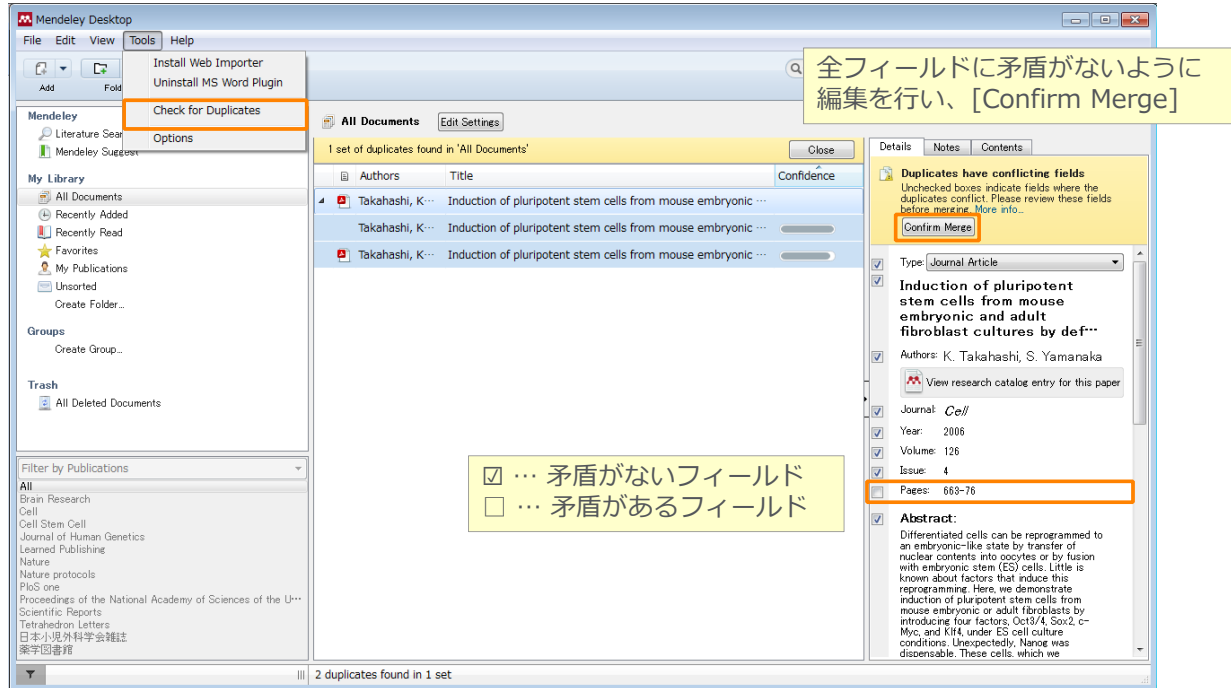 Mendeley Desktop
File Edit View Tools Help
Add
Fold
Install Web Importer
Uninstall MS Word Plugin
Check for Duplicates
Options
全フィールドに矛盾がないように
編集を行い、[Confirm Merge]
Mendeley
Literature Sear
Mendeley Suggest
My Library
All Documents
Recently Added
Recently Read
Favorites
My Publications
Unsorted
Create Folder...
Groups
Create Group...
Trash
All Deleted Documents
Filter by Publications
All
Brain Research
Cell
Cell Stem Cell
Journal of Human Genetics
Learned Publishing
Nature
Nature protocols
PloS one
Proceedings of the National Academy of Sciences of the U…
Scientific Reports
Tetrahedron Letters
日本小児外科学会雑誌
薬学図書館
All Documents Edit Settings
1 set of duplicates found in 'All Documents' Close
Authors Title Confidence
Takahashi, K… Induction of pluripotent stem cells from mouse embryonic …
Takahashi, K… Induction of pluripotent stem cells from mouse embryonic …
Takahashi, K… Induction of pluripotent stem cells from mouse embryonic …
☑ … 矛盾がないフィールド
□ … 矛盾があるフィールド
2 duplicates found in 1 set
Details Notes Contents
Duplicates have conflicting fields
Unchecked boxes indicate fields where the
duplicates conflict. Please review these fields
before merging. More info...
Confirm Merge
Type: Journal Article
Induction of pluripotent
stem cells from mouse
embryonic and adult
fibroblast cultures by def…
Authors: K. Takahashi, S. Yamanaka
View research catalog entry for this paper
Journal: Cell
Year: 2006
Volume: 126
Issue: 4
Pages: 663-76
Abstract:
Differentiated cells can be reprogrammed to
an embryonic-like state by transfer of
nuclear contents into oocytes or by fusion
with embryonic stem (ES) cells. Little is
known about factors that induce this
reprogramming. Here, we demonstrate
induction of pluripotent stem cells from
mouse embryonic or adult fibroblasts by
introducing four factors, Oct3/4, Sox2, c-
Myc, and Klf4, under ES cell culture
conditions. Unexpectedly, Nanog was
dispensable. These cells, which we